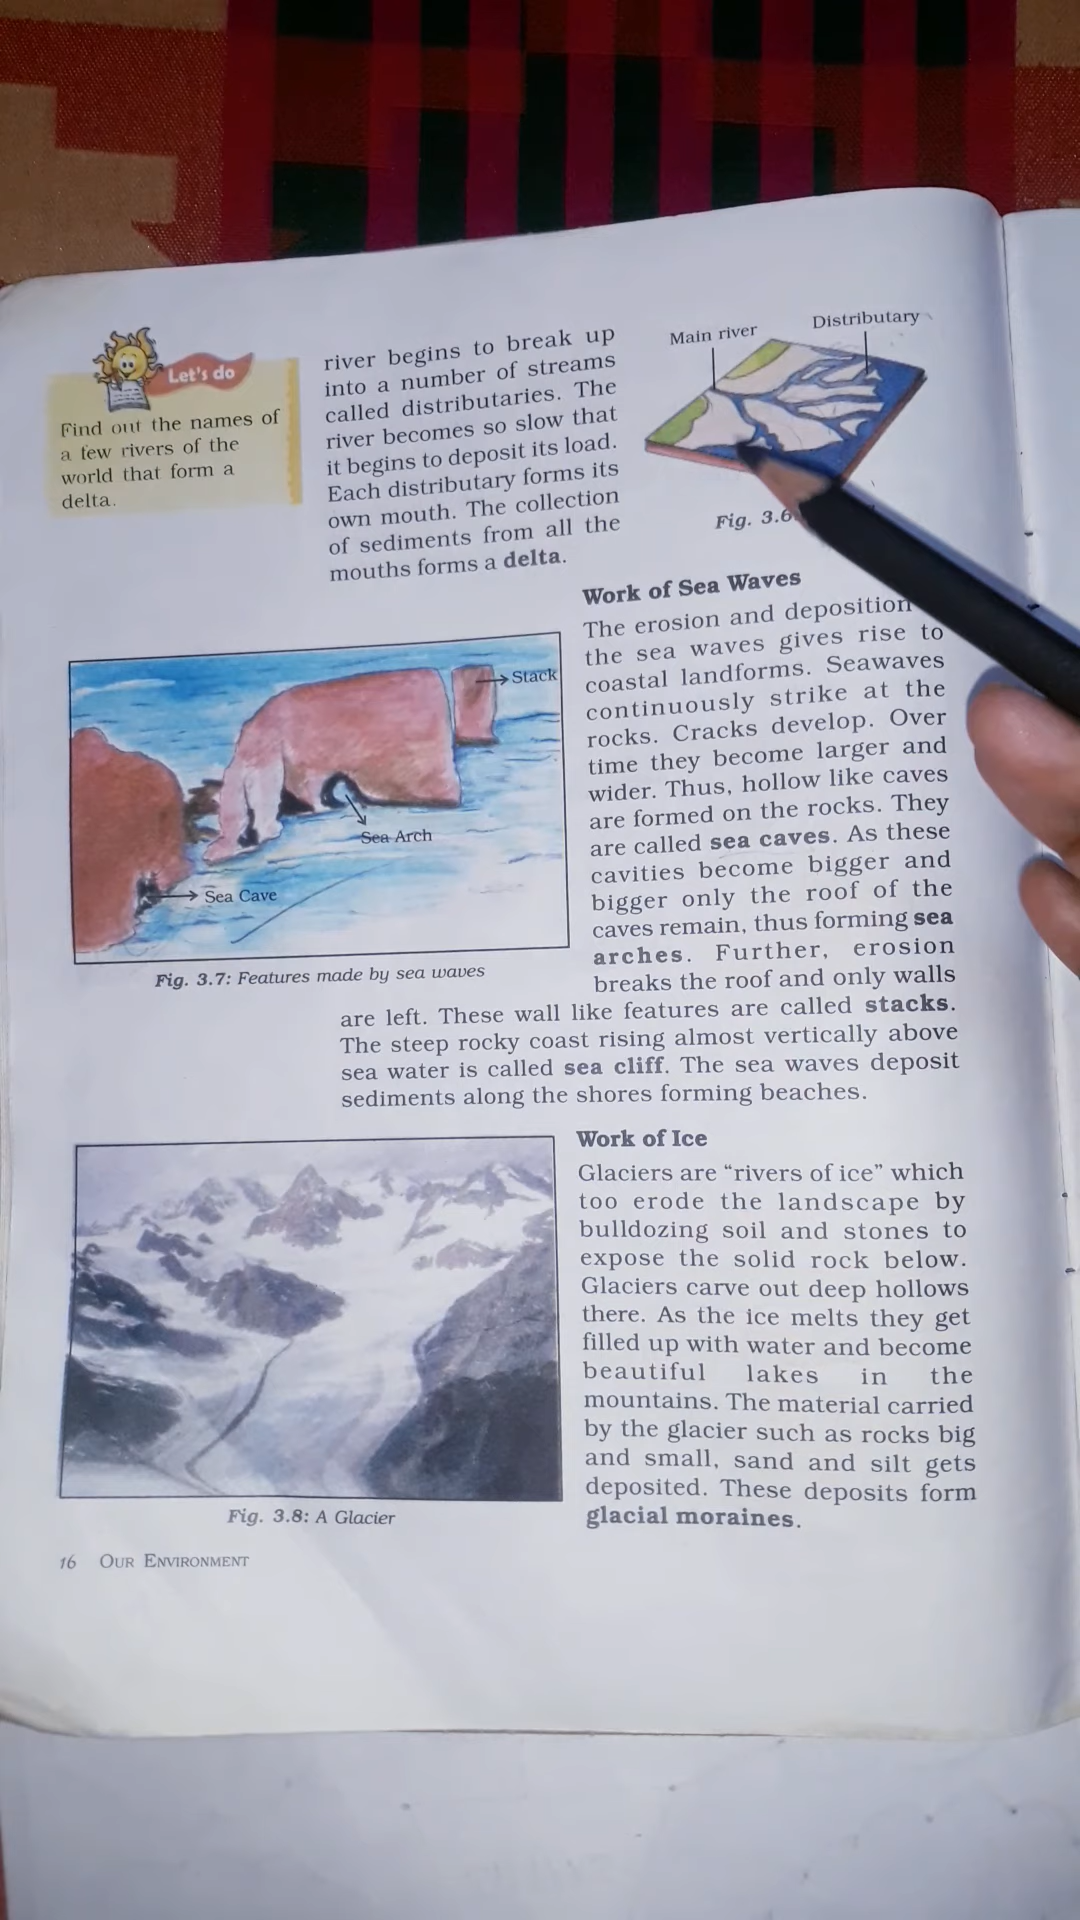 Let's do
Find out the names of
a few rivers of the
world that form a
delta.
river begins to break up
into a number of streams
called distributaries. The
river becomes so slow that
it begins to deposit its load.
Each distributary forms its
own mouth. The collection
of sediments from all the
mouths forms a delta.
Main river
Distributary
Fig. 3.6
Work of Sea Waves
The erosion and deposition
the sea waves gives rise to
coastal landforms. Seawaves
continuously strike at the
rocks. Cracks develop. Over
time they become larger and
wider. Thus, hollow like caves
are formed on the rocks. They
are called sea caves. As these
cavities become bigger and
bigger only the roof of the
caves remain, thus forming sea
arches. Further, erosion
breaks the roof and only walls
are left. These wall like features are called stacks.
The steep rocky coast rising almost vertically above
sea water is called sea cliff. The sea waves deposit
sediments along the shores forming beaches.
Stack
Sea Arch
Sea Cave
Fig. 3.7: Features made by sea waves
Work of Ice
Glaciers are “rivers of ice” which
too erode the landscape by
bulldozing soil and stones to
expose the solid rock below.
Glaciers carve out deep hollows
there. As the ice melts they get
filled up with water and become
beautiful lakes in the
mountains. The material carried
by the glacier such as rocks big
and small, sand and silt gets
deposited. These deposits form
glacial moraines.
Fig. 3.8: A Glacier
16 OUR ENVIRONMENT